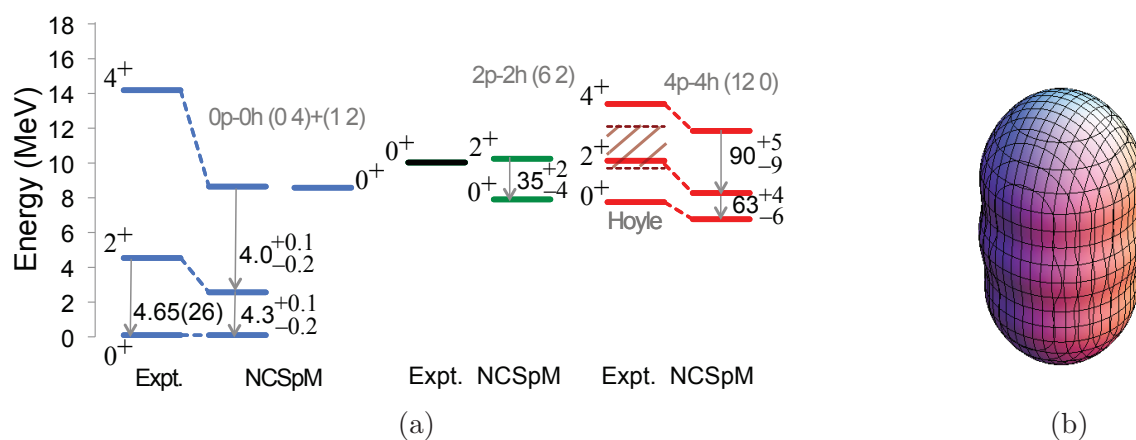 Energy (MeV)
18
16
14
12
10
8
6
4
2
0
4+
2+
0+
0p-0h (0 4)+(1 2)
0+
4.65(26)
4.0 +0.1 −0.2
4.3 +0.1 −0.2
Expt. NCSpM
2p-2h (6 2)
0+
2+
0+
35 +2 −4
Expt. NCSpM
4p-4h (12 0)
4+
2+
0+
Hoyle
90 +5 −9
63 +4 −6
Expt. NCSpM
(a)
(b)